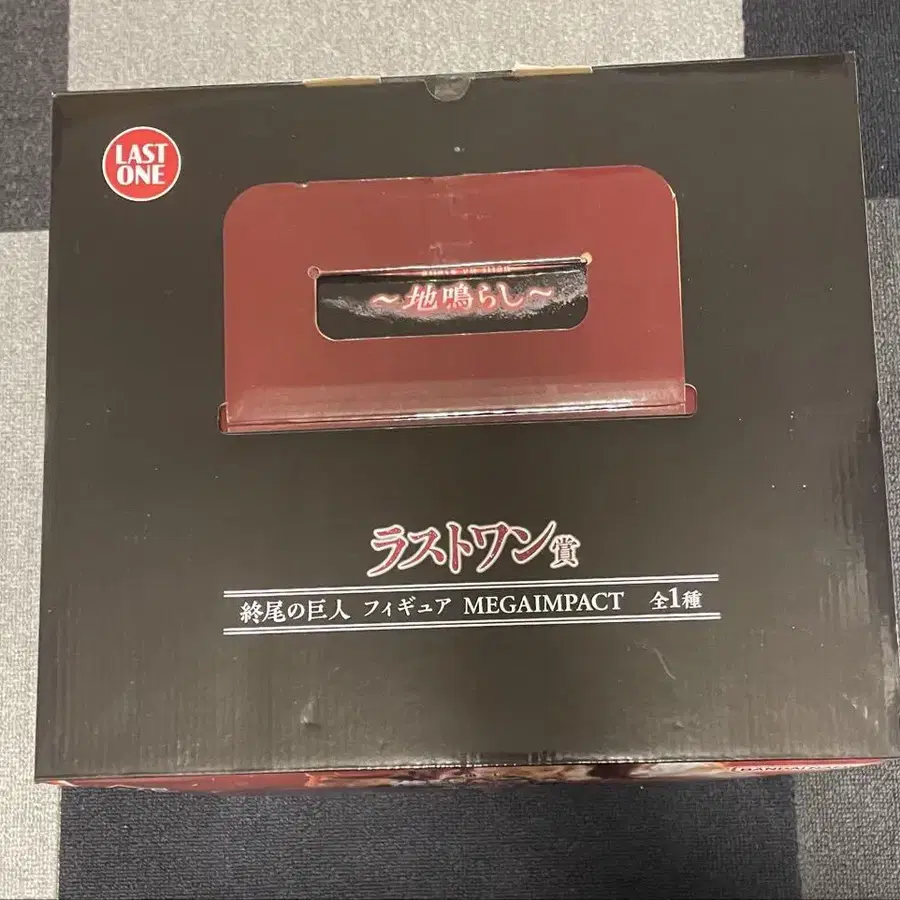 LAST
ONE
～地鳴らし～
ラストワン賞
終尾の巨人 フィギュア MEGAIMPACT 全1種